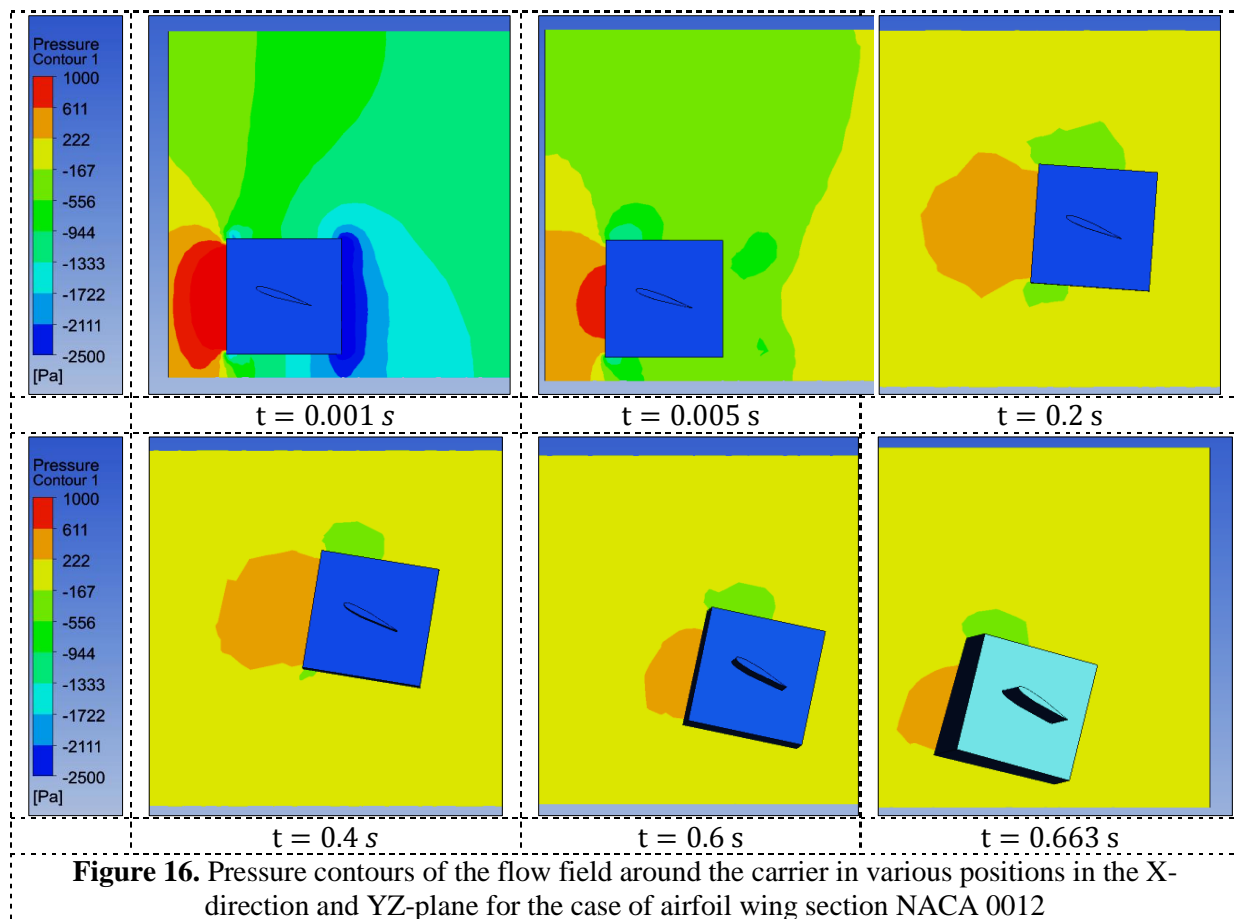 Pressure
Contour 1
1000
611
222
-167
-556
-944
-1333
-1722
-2111
-2500
[Pa]
t = 0.001 s
t = 0.005 s
t = 0.2 s
Pressure
Contour 1
1000
611
222
-167
-556
-944
-1333
-1722
-2111
-2500
[Pa]
t = 0.4 s
t = 0.6 s
t = 0.663 s
Figure 16. Pressure contours of the flow field around the carrier in various positions in the X-
direction and YZ-plane for the case of airfoil wing section NACA 0012